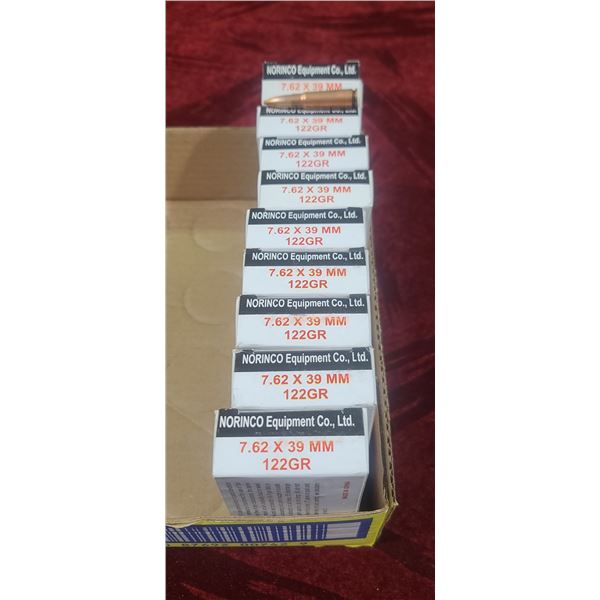 NORINCO Equipment Co., Ltd.
7.62 X 39 MM
NORINCO Equipment Co., Ltd.
7.62 X 39 MM
122GR
NORINCO Equipment Co., Ltd.
7.62 X 39 MM
122GR
NORINCO Equipment Co., Ltd.
7.62 X 39 MM
122GR
NORINCO Equipment Co., Ltd.
7.62 X 39 MM
122GR
NORINCO Equipment Co., Ltd.
7.62 X 39 MM
122GR
NORINCO Equipment Co., Ltd.
7.62 X 39 MM
122GR
NORINCO Equipment Co., Ltd.
7.62 X 39 MM
122GR
NORINCO Equipment Co., Ltd.
7.62 X 39 MM
122GR